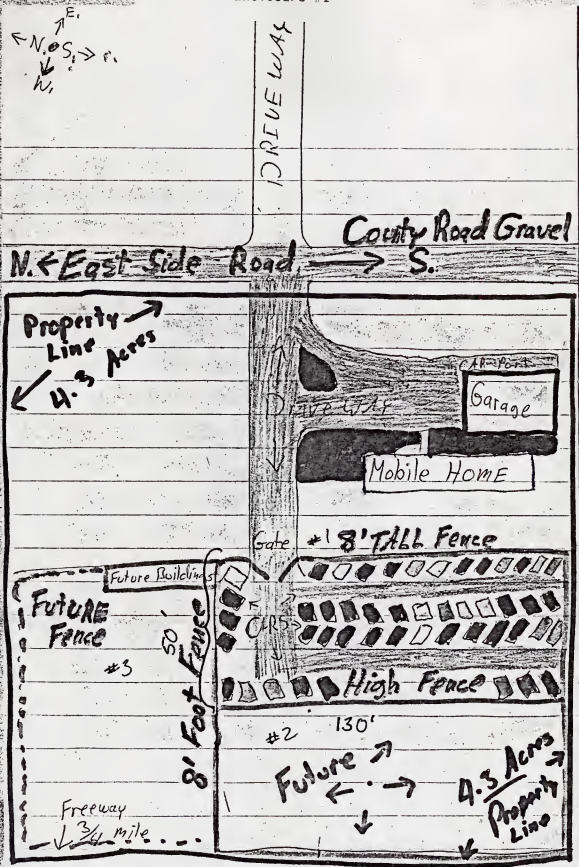 E.
N. S.
W.
DRIVE WAY
County Road Gravel
N. ← East Side Road → S.
Property Line
4.3 Acres
CARPORT
Garage
Drive WAY
Mobile HOME
Gate #1 8' TALL Fence
Future Buildings
FUTURE
Fence
#3
50'
8' Foot Fence
CARS
High Fence
130'
#2
Future
4.3 Acres
Property
Line
Freeway
3/4 mile